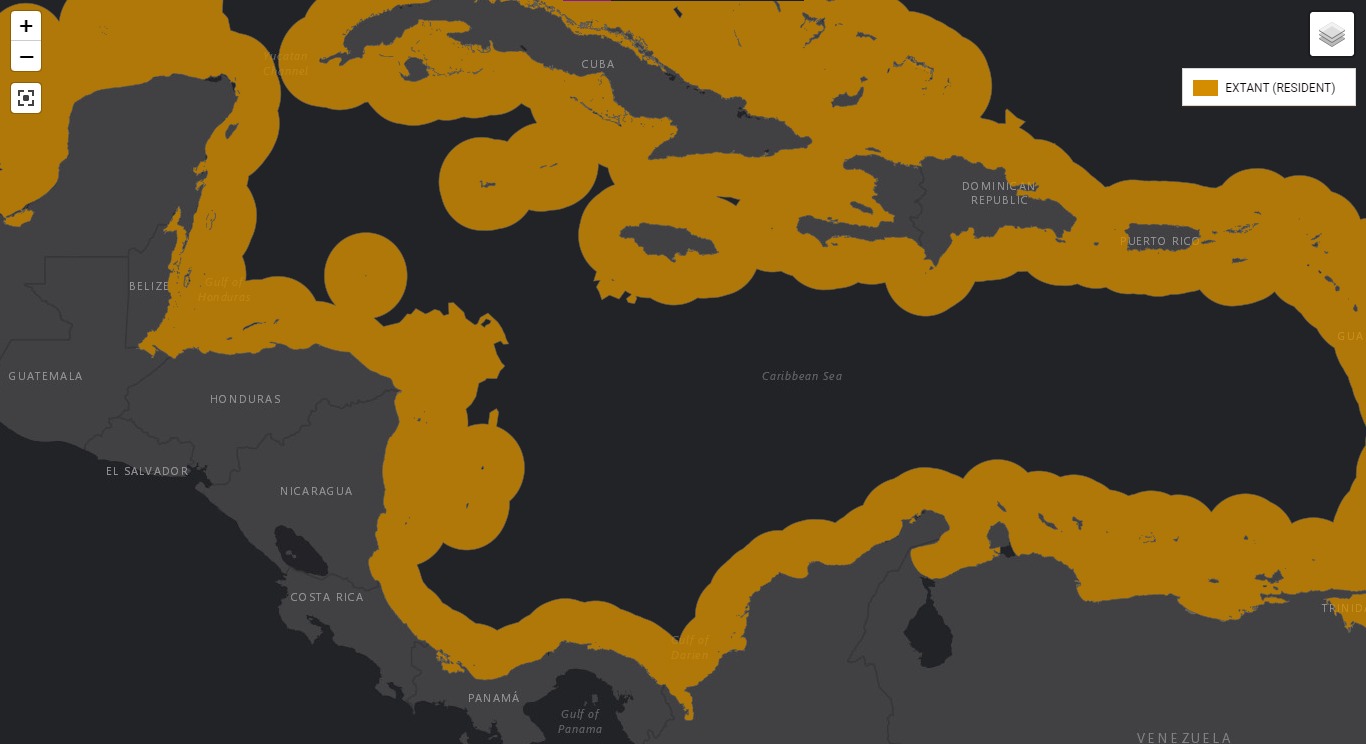 +
−
EXTANT (RESIDENT)
Yucatan
Channel
CUBA
DOMINICAN
REPUBLIC
PUERTO RICO
BELIZE
Gulf of
Honduras
GUA
GUATEMALA
Caribbean Sea
HONDURAS
EL SALVADOR
NICARAGUA
COSTA RICA
TRINIDA
Gulf of
Darien
PANAMÁ
Gulf of
Panama
VENEZUELA